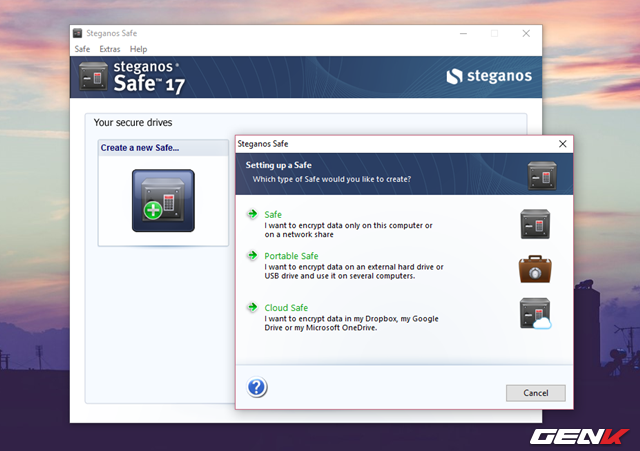 Steganos Safe
Safe Extras Help
steganos®
Safe™ 17
steganos
Your secure drives
Create a new Safe...
Steganos Safe
Setting up a Safe
Which type of Safe would you like to create?
Safe
I want to encrypt data only on this computer or
on a network share
Portable Safe
I want to encrypt data on an external hard drive or
USB drive and use it on several computers.
Cloud Safe
I want to encrypt data in my Dropbox, my Google
Drive or my Microsoft OneDrive.
?
Cancel
GENK